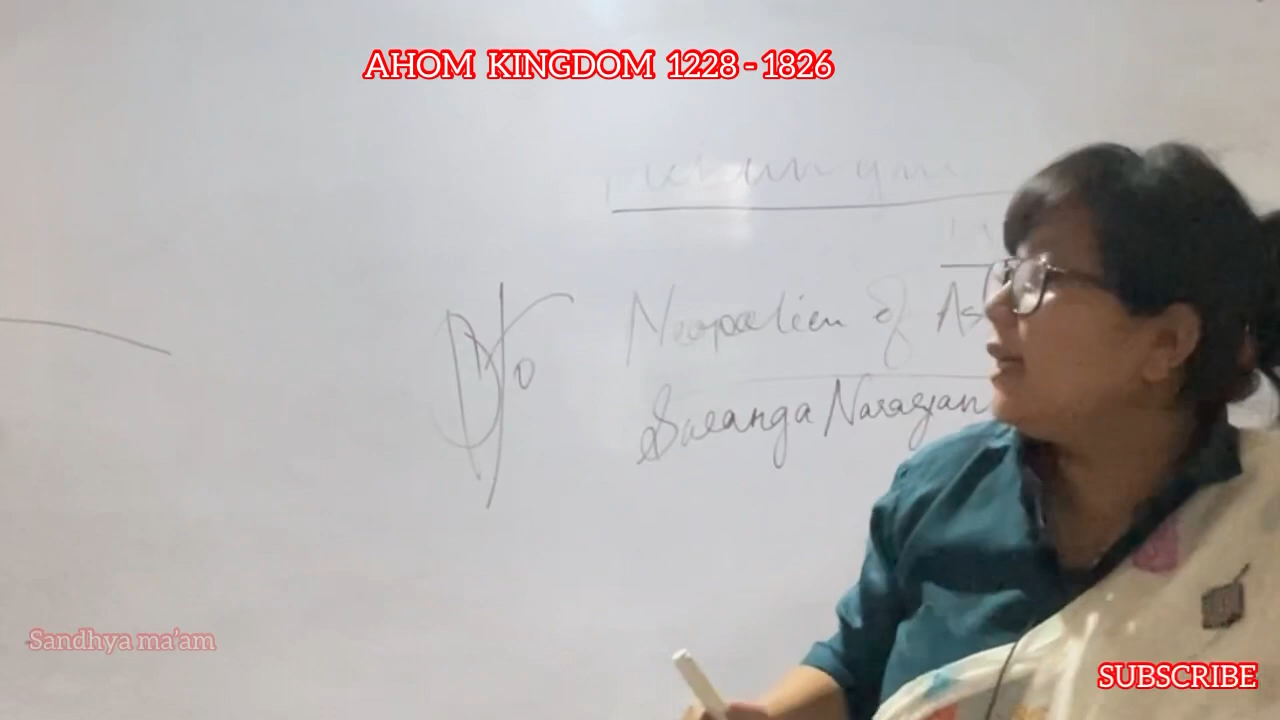 AHOM KINGDOM 1228 - 1826
Neopolien of As
Saranga Narayan
Sandhya ma'am
SUBSCRIBE